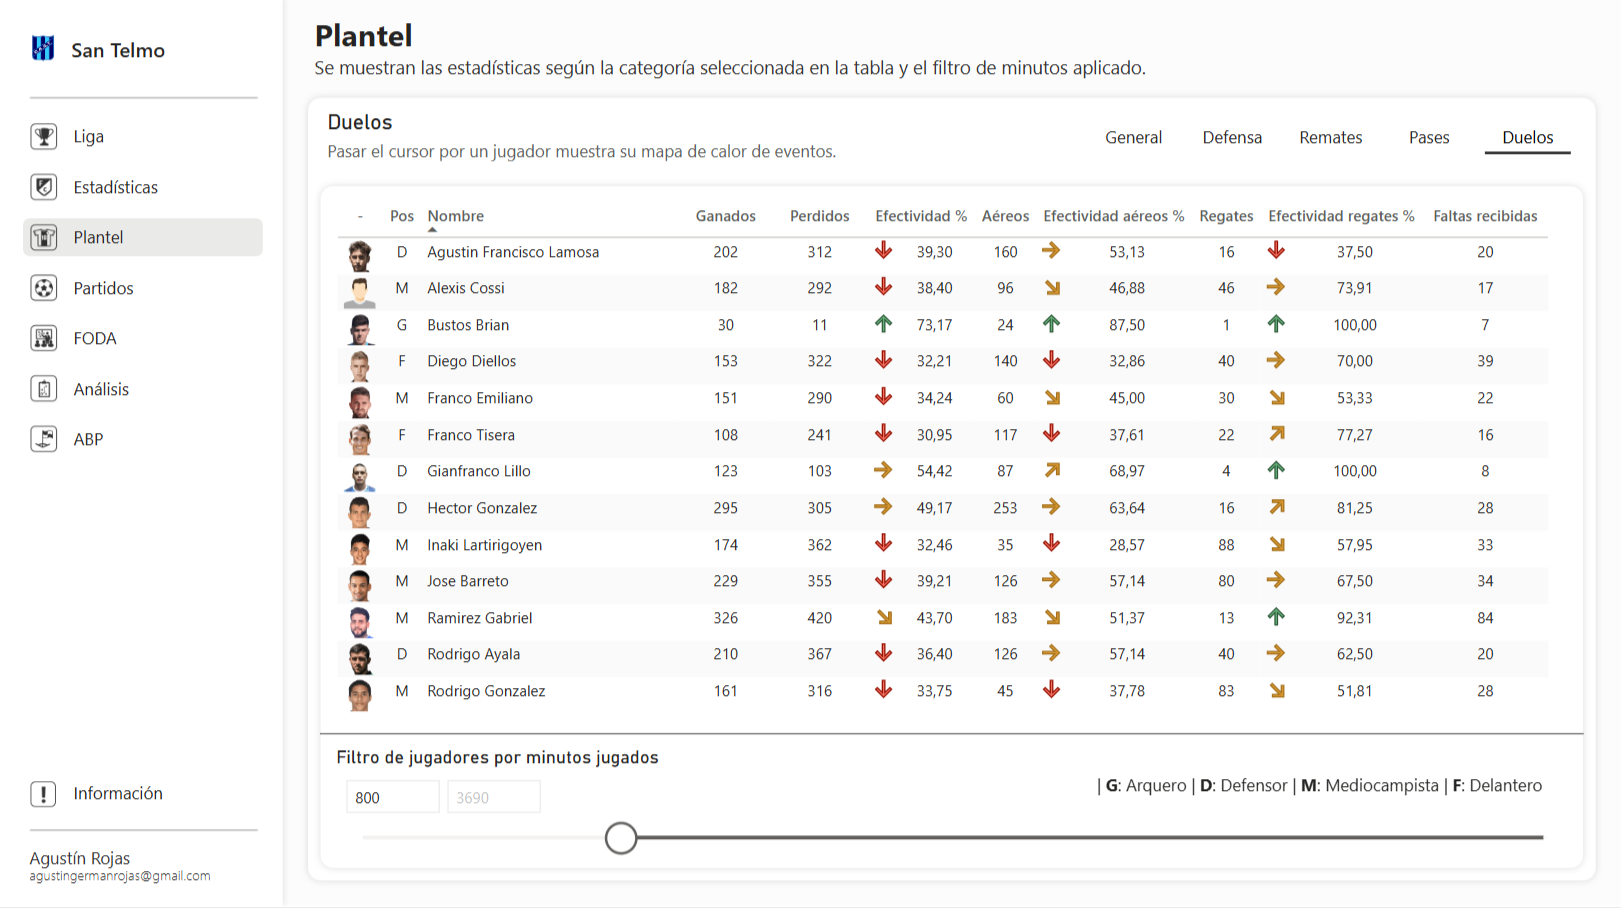 San Telmo
Liga
Estadísticas
Plantel
Partidos
FODA
Análisis
ABP
Información
Agustín Rojas
agustingermanrojas@gmail.com
Plantel
Se muestran las estadísticas según la categoría seleccionada en la tabla y el filtro de minutos aplicado.
Duelos
Pasar el cursor por un jugador muestra su mapa de calor de eventos.
General Defensa Remates Pases Duelos
- Pos Nombre Ganados Perdidos Efectividad % Aéreos Efectividad aéreos % Regates Efectividad regates % Faltas recibidas
D Agustin Francisco Lamosa 202 312 39,30 160 53,13 16 37,50 20
M Alexis Cossi 182 292 38,40 96 46,88 46 73,91 17
G Bustos Brian 30 11 73,17 24 87,50 1 100,00 7
F Diego Diellos 153 322 32,21 140 32,86 40 70,00 39
M Franco Emiliano 151 290 34,24 60 45,00 30 53,33 22
F Franco Tisera 108 241 30,95 117 37,61 22 77,27 16
D Gianfranco Lillo 123 103 54,42 87 68,97 4 100,00 8
D Hector Gonzalez 295 305 49,17 253 63,64 16 81,25 28
M Inaki Lartirigoyen 174 362 32,46 35 28,57 88 57,95 33
M Jose Barreto 229 355 39,21 126 57,14 80 67,50 34
M Ramirez Gabriel 326 420 43,70 183 51,37 13 92,31 84
D Rodrigo Ayala 210 367 36,40 126 57,14 40 62,50 20
M Rodrigo Gonzalez 161 316 33,75 45 37,78 83 51,81 28
Filtro de jugadores por minutos jugados
800 3690
| G: Arquero | D: Defensor | M: Mediocampista | F: Delantero